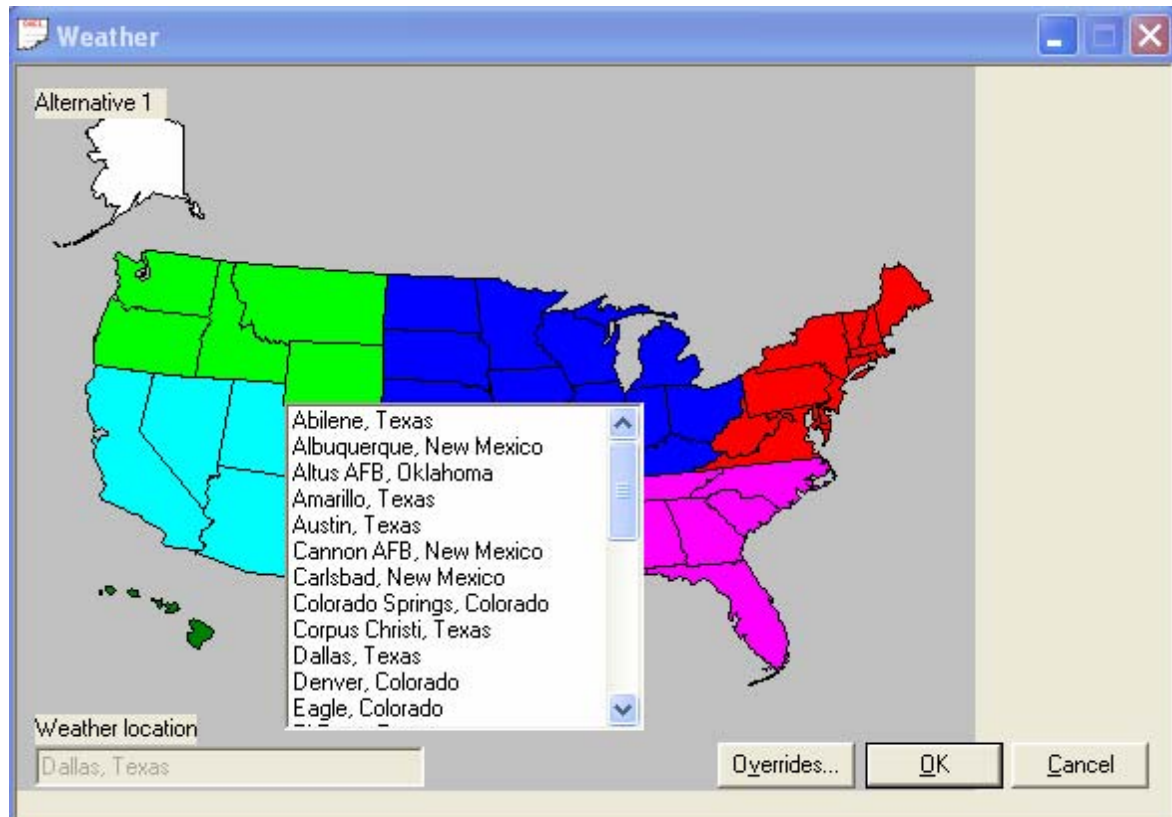 Weather
Alternative 1
Abilene, Texas
Albuquerque, New Mexico
Altus AFB, Oklahoma
Amarillo, Texas
Austin, Texas
Cannon AFB, New Mexico
Carlsbad, New Mexico
Colorado Springs, Colorado
Corpus Christi, Texas
Dallas, Texas
Denver, Colorado
Eagle, Colorado
Weather location
Dallas, Texas
Overrides... OK Cancel